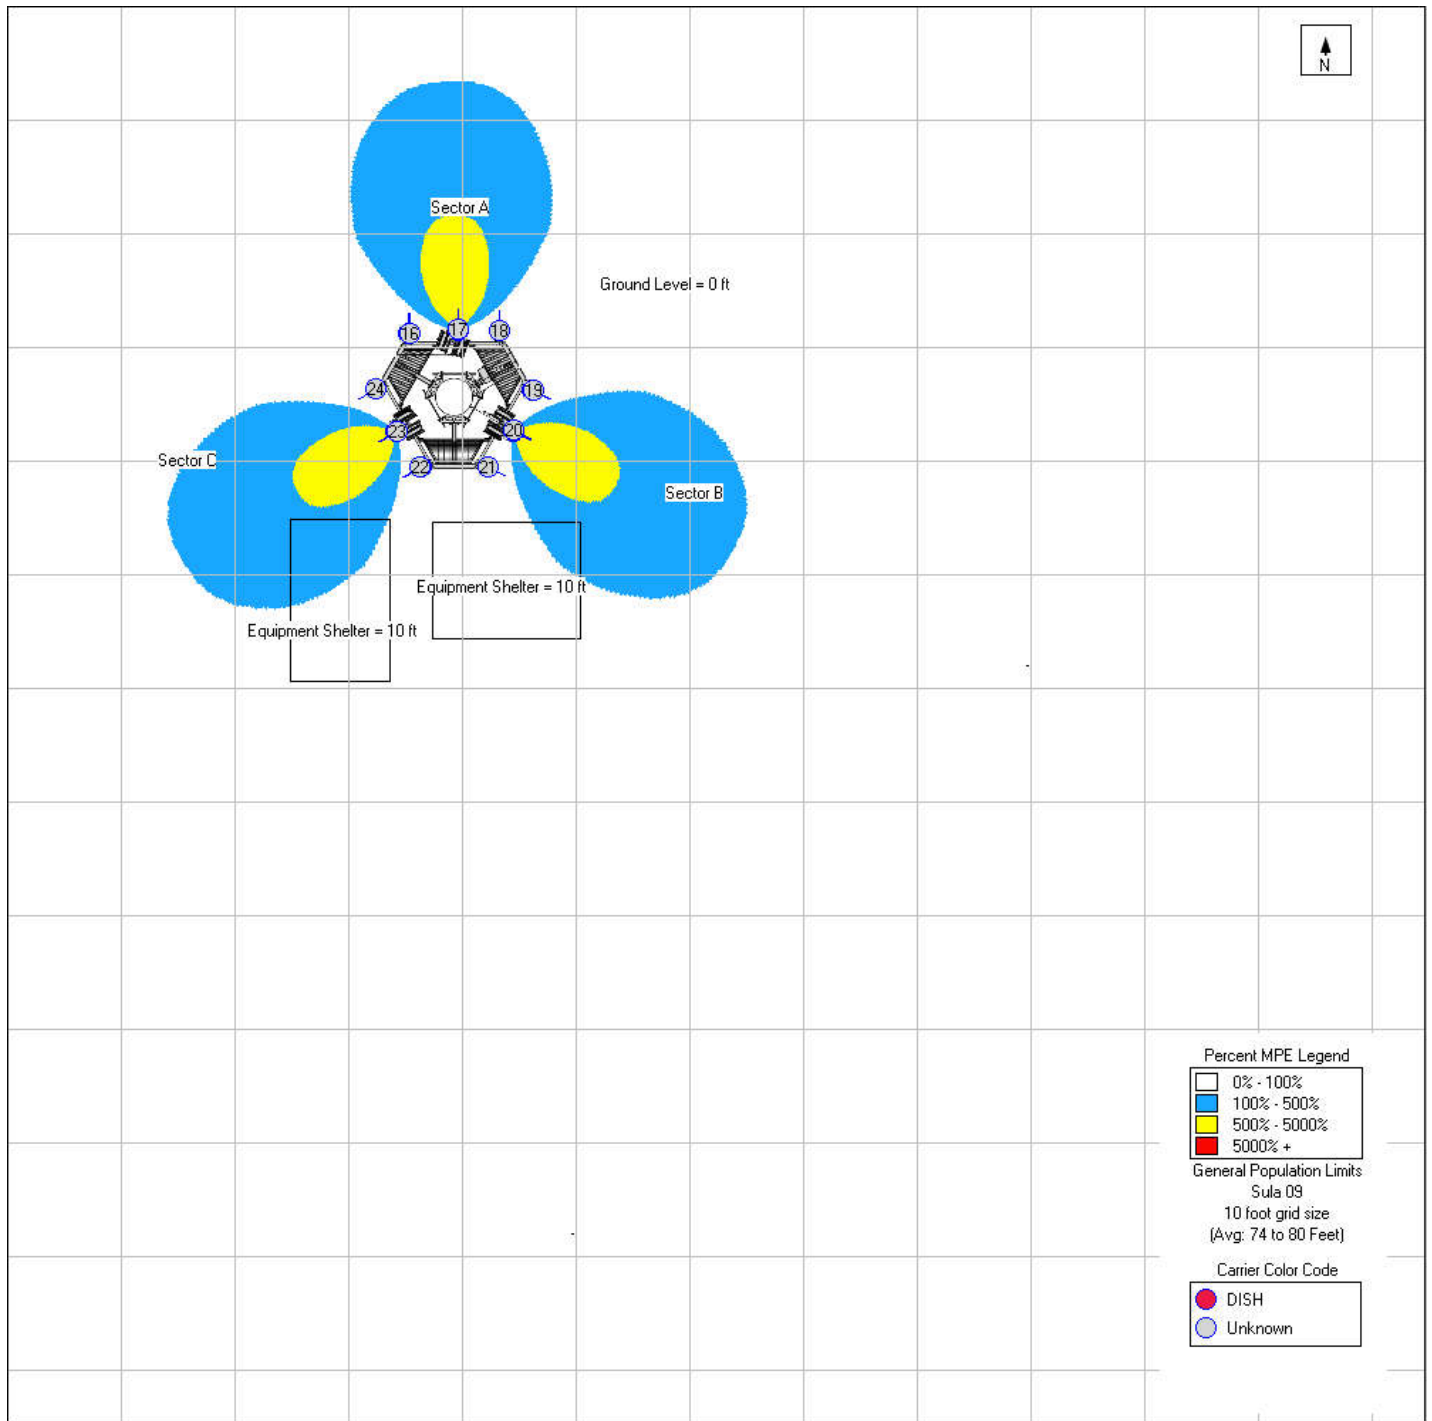 N
Sector A
Ground Level = 0 ft
16
17
18
24
19
23
20
Sector C
22
21
Sector B
Equipment Shelter = 10 ft
Equipment Shelter = 10 ft
Percent MPE Legend
0% - 100%
100% - 500%
500% - 5000%
5000% +
General Population Limits
Sula 09
10 foot grid size
(Avg: 74 to 80 Feet)
Carrier Color Code
DISH
Unknown